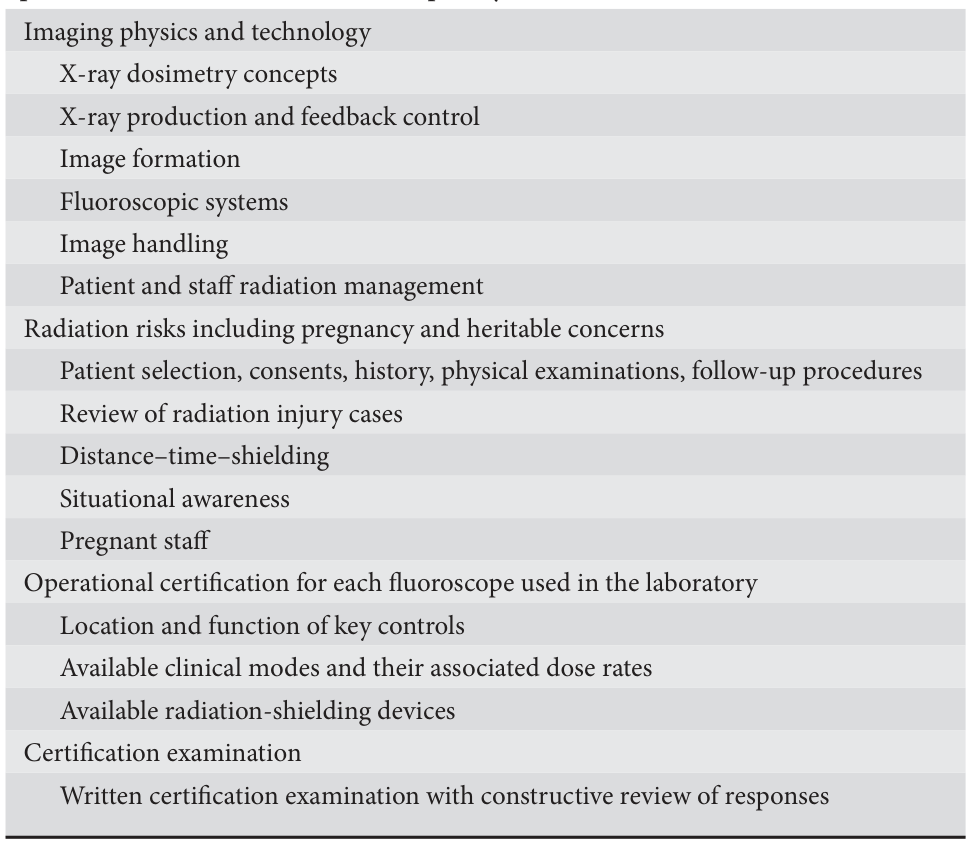 Imaging physics and technology
X-ray dosimetry concepts
X-ray production and feedback control
Image formation
Fluoroscopic systems
Image handling
Patient and staff radiation management
Radiation risks including pregnancy and heritable concerns
Patient selection, consents, history, physical examinations, follow-up procedures
Review of radiation injury cases
Distance–time–shielding
Situational awareness
Pregnant staff
Operational certification for each fluoroscope used in the laboratory
Location and function of key controls
Available clinical modes and their associated dose rates
Available radiation-shielding devices
Certification examination
Written certification examination with constructive review of responses